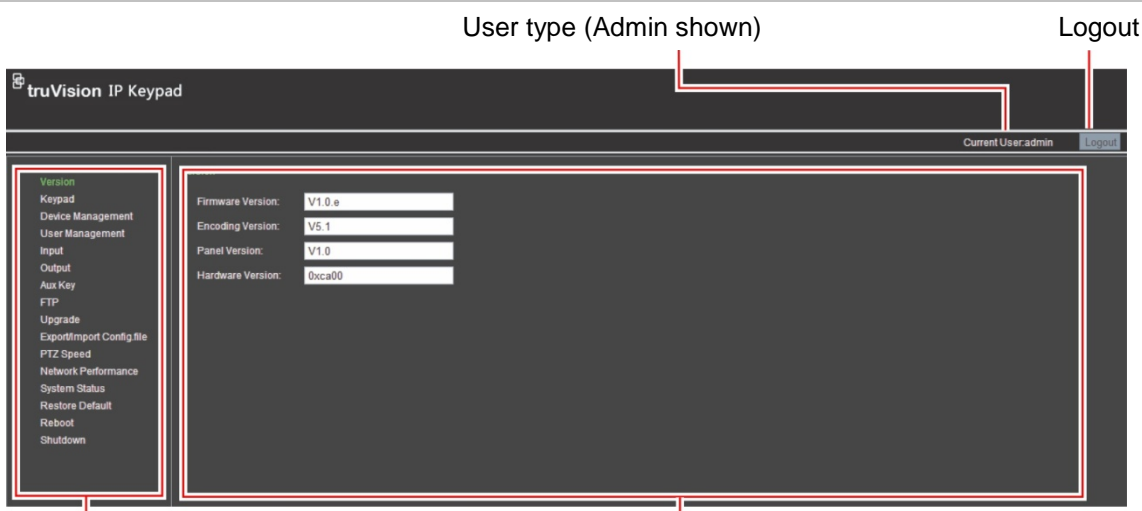 User type (Admin shown)
Logout
truVision IP Keypad
Current User:admin
Logout
Version
Keypad
Device Management
User Management
Input
Output
Aux Key
FTP
Upgrade
Export/Import Config.file
PTZ Speed
Network Performance
System Status
Restore Default
Reboot
Shutdown
Firmware Version: V1.0.e
Encoding Version: V5.1
Panel Version: V1.0
Hardware Version: 0xca00